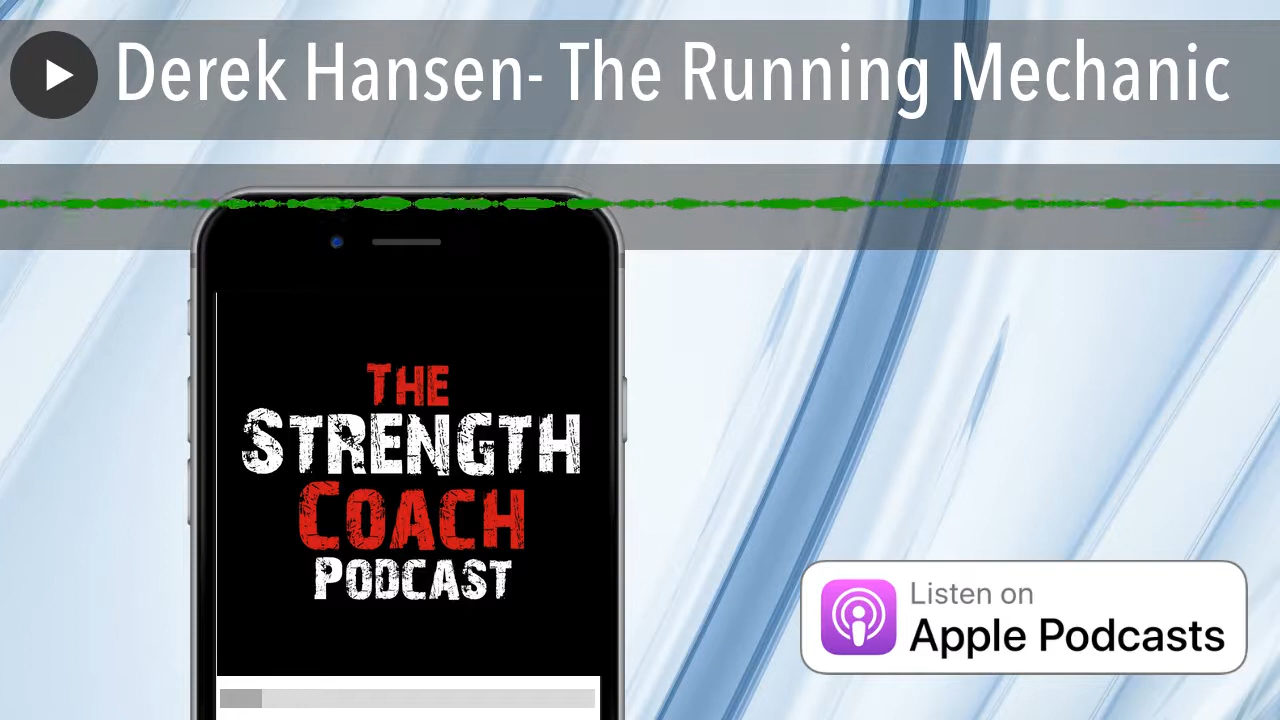 Derek Hansen- The Running Mechanic
THE
STRENGTH
COACH
PODCAST
Listen on
Apple Podcasts